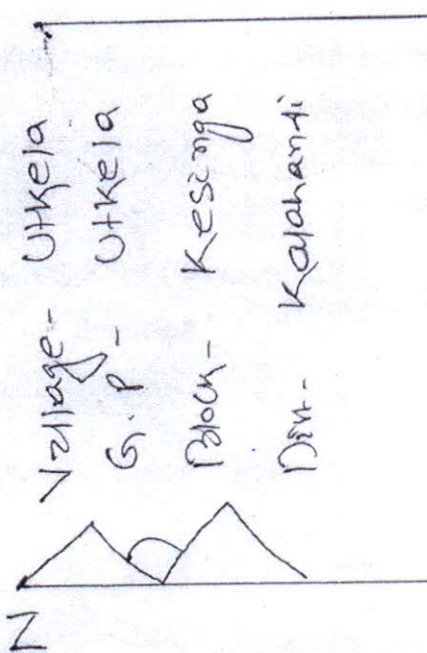 Village - Utkela
G.P - Utkela
Block - Kesinga
Dist - Kalahandi
N